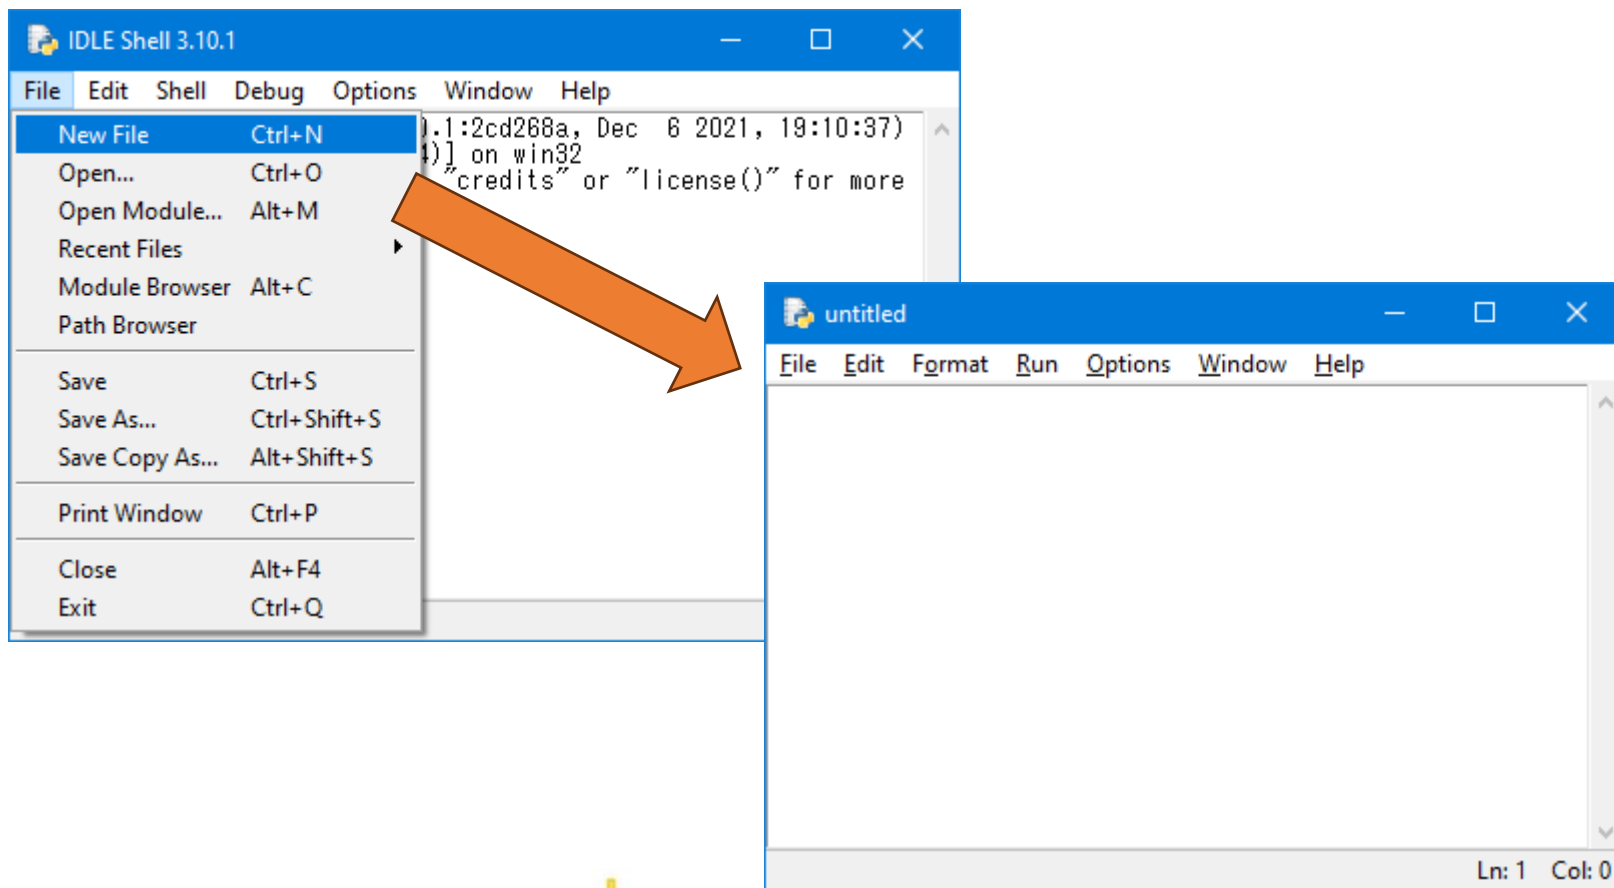 IDLE Shell 3.10.1
File Edit Shell Debug Options Window Help
New File Ctrl+N
Open... Ctrl+O
Open Module... Alt+M
Recent Files
Module Browser Alt+C
Path Browser
Save Ctrl+S
Save As... Ctrl+Shift+S
Save Copy As... Alt+Shift+S
Print Window Ctrl+P
Close Alt+F4
Exit Ctrl+Q
.1:2cd268a, Dec 6 2021, 19:10:37)
4)] on win32
"credits" or "license()" for more
untitled
File Edit Format Run Options Window Help
Ln: 1 Col: 0